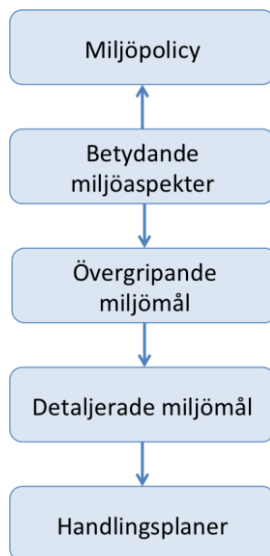 Miljöpolicy
Betydande
miljöaspekter
Övergripande
miljömål
Detaljerade miljömål
Handlingsplaner